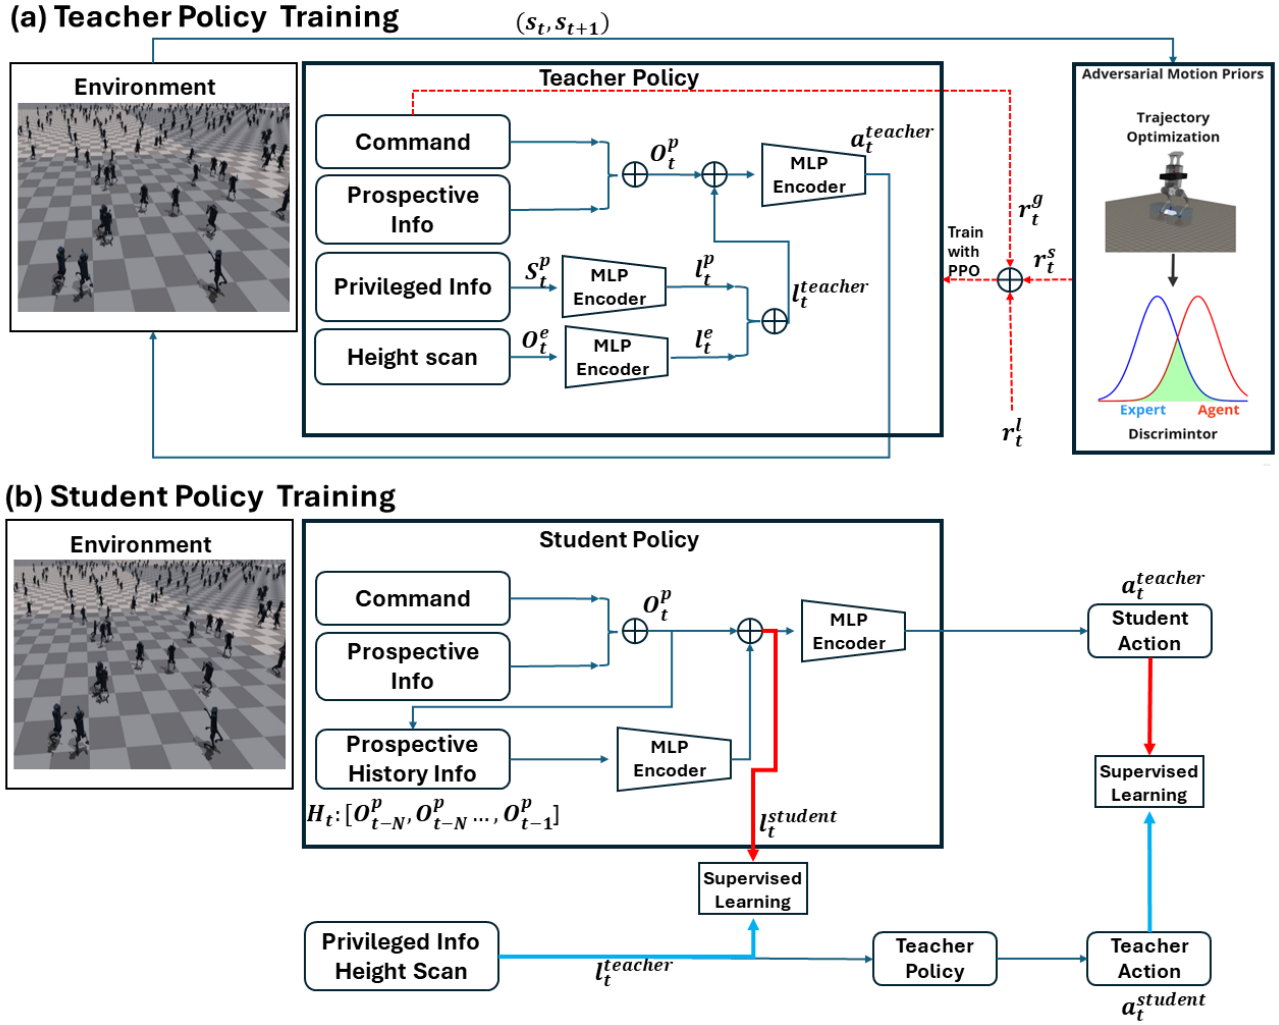 (a) Teacher Policy Training
(s_t, s_{t+1})
Environment
Teacher Policy
Adversarial Motion Priors
Command
Prospective
Info
O_t^p
MLP
Encoder
a_t^{teacher}
Trajectory
Optimization
Privileged Info
S_t^p
MLP
Encoder
l_t^p
l_t^{teacher}
Height scan
O_t^e
MLP
Encoder
l_t^e
Train
with
PPO
r_t^g
r_t^s
r_t^l
Expert
Agent
Discrimintor
(b) Student Policy Training
Environment
Student Policy
Command
Prospective
Info
O_t^p
MLP
Encoder
a_t^{teacher}
Student
Action
Prospective
History Info
MLP
Encoder
H_t: [O_{t-N}^p, O_{t-N}^p ..., O_{t-1}^p]
l_t^{student}
Supervised
Learning
Supervised
Learning
Privileged Info
Height Scan
l_t^{teacher}
Teacher
Policy
Teacher
Action
a_t^{student}